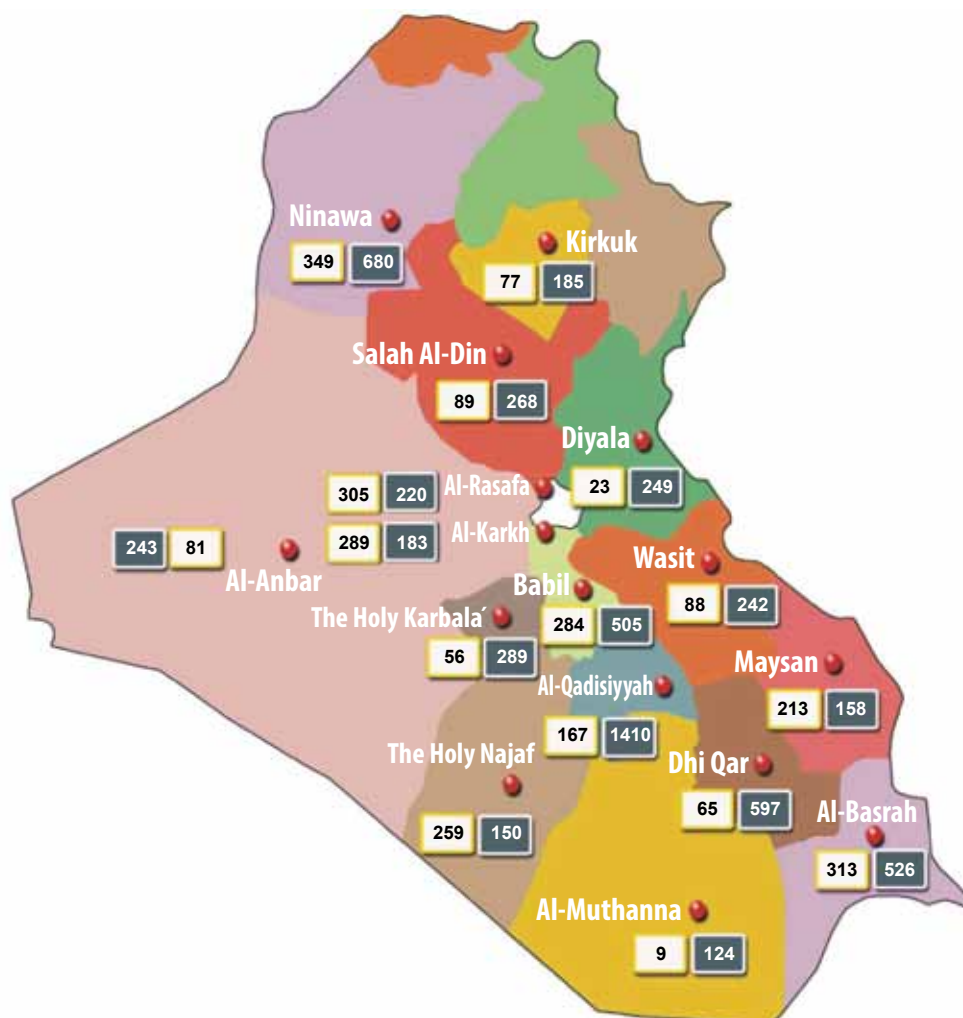 Ninawa
349 680
Kirkuk
77 185
Salah Al-Din
89 268
Diyala
23 249
305 220 Al-Rasafa
289 183 Al-Karkh
243 81
Al-Anbar
Wasit
88 242
Babil
284 505
The Holy Karbala´
56 289
Maysan
213 158
Al-Qadisiyyah
167 1410
The Holy Najaf
259 150
Dhi Qar
65 597
Al-Basrah
313 526
Al-Muthanna
9 124